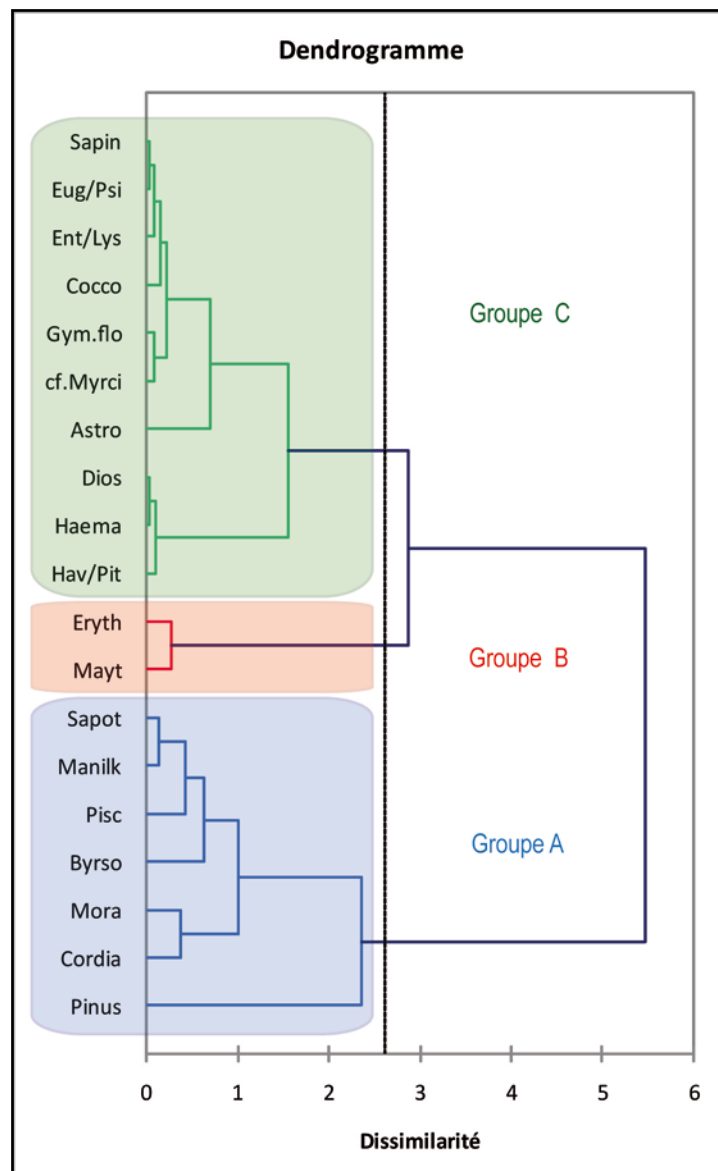 Dendrogramme
Sapin
Eug/Psi
Ent/Lys
Cocco
Gym.flo
cf.Myrci
Astro
Dios
Haema
Hav/Pit
Eryth
Mayt
Sapot
Manilk
Pisc
Byrso
Mora
Cordia
Pinus
Groupe C
Groupe B
Groupe A
0 1 2 3 4 5 6
Dissimilarité